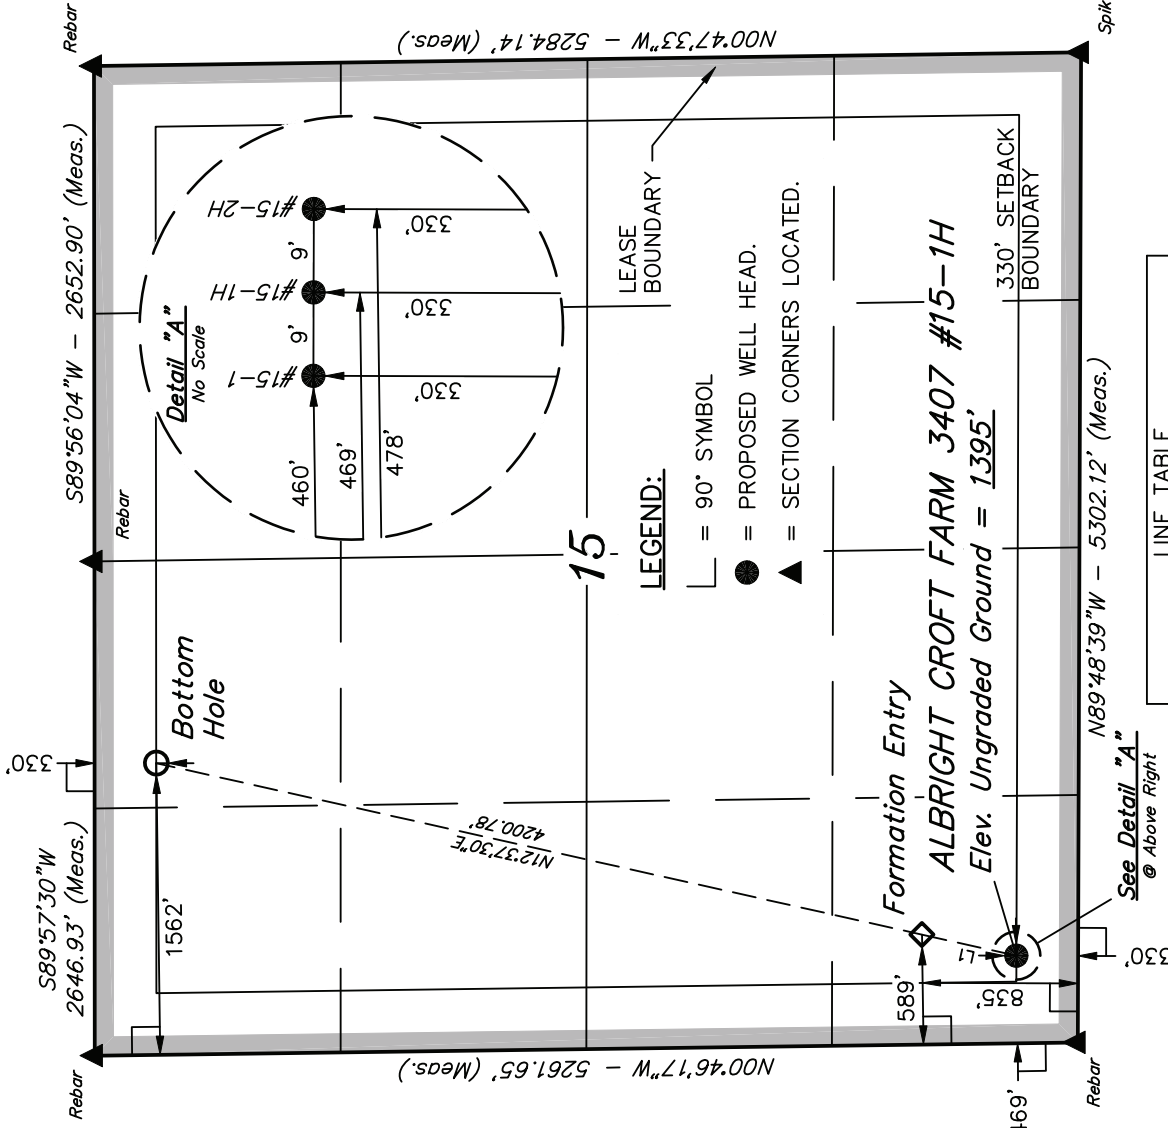 Rebar
N00°47'33"W - 5284.14' (Meas.)
Spik
S89°56'04"W - 2652.90' (Meas.)
Rebar
Detail "A"
No Scale
#15-2H
#15-1H
#15-1
9'
9'
330'
330'
330'
460'
469'
478'
LEASE
BOUNDARY
330' SETBACK
BOUNDARY
15
LEGEND:
= 90° SYMBOL
= PROPOSED WELL HEAD.
= SECTION CORNERS LOCATED.
ALBRIGHT CROFT FARM 3407 #15-1H
Elev. Ungraded Ground = 1395'
Formation Entry
Bottom
Hole
330'
S89°57'30"W
2646.93' (Meas.)
1562'
N12°37'30"E
4200.78'
L1
589'
835'
N89°48'39"W - 5302.12' (Meas.)
See Detail "A"
@ Above Right
LINE TABLE
Rebar
N00°46'17"W - 5261.65' (Meas.)
Rebar